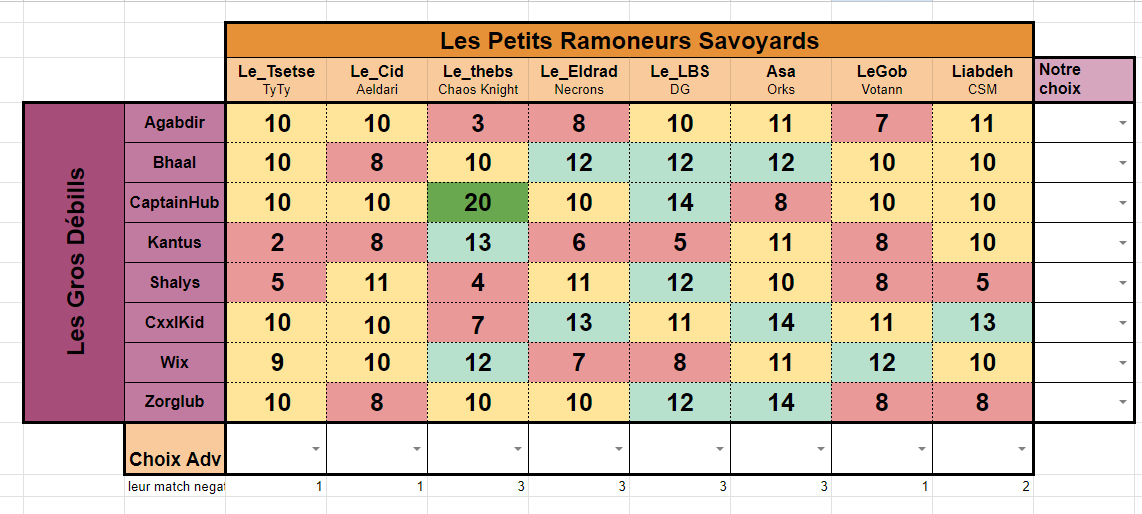 Les Petits Ramoneurs Savoyards
Le_Tsetse Le_Cid Le_thebs Le_Eldrad Le_LBS Asa LeGob Liabdeh Notre
TyTy Aeldari Chaos Knight Necrons DG Orks Votann CSM choix
Les Gros Débills
Agabdir 10 10 3 8 10 11 7 11
Bhaal 10 8 10 12 12 12 10 10
CaptainHub 10 10 20 10 14 8 10 10
Kantus 2 8 13 6 5 11 8 10
Shalys 5 11 4 11 12 10 8 5
CxxlKid 10 10 7 13 11 14 11 13
Wix 9 10 12 7 8 11 12 10
Zorglub 10 8 10 10 12 14 8 8
Choix Adv
leur match negat 1 1 3 3 3 3 1 2